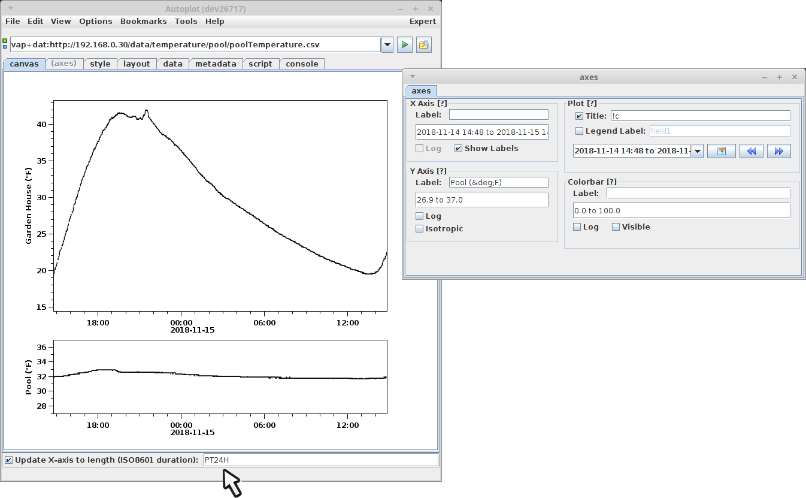 Autoplot (dev26717)
File Edit View Options Bookmarks Tools Help Expert
vap+dat:http://192.168.0.30/data/temperature/pool/poolTemperature.csv
canvas (axes) style layout data metadata script console
Garden House (°F)
40
35
30
25
20
15
18:00 00:00 06:00 12:00
2018-11-15
Pool (°F)
36
34
32
30
28
18:00 00:00 06:00 12:00
2018-11-15
Update X-axis to length (ISO8601 duration): PT24H
axes
axes
X Axis [?]
Label:
2018-11-14 14:48 to 2018-11-15 14
Log Show Labels
Y Axis [?]
Label: Pool (&deg;F)
26.9 to 37.0
Log
Isotropic
Plot [?]
Title: !c
Legend Label: field1
2018-11-14 14:48 to 2018-11-
Colorbar [?]
Label:
0.0 to 100.0
Log Visible